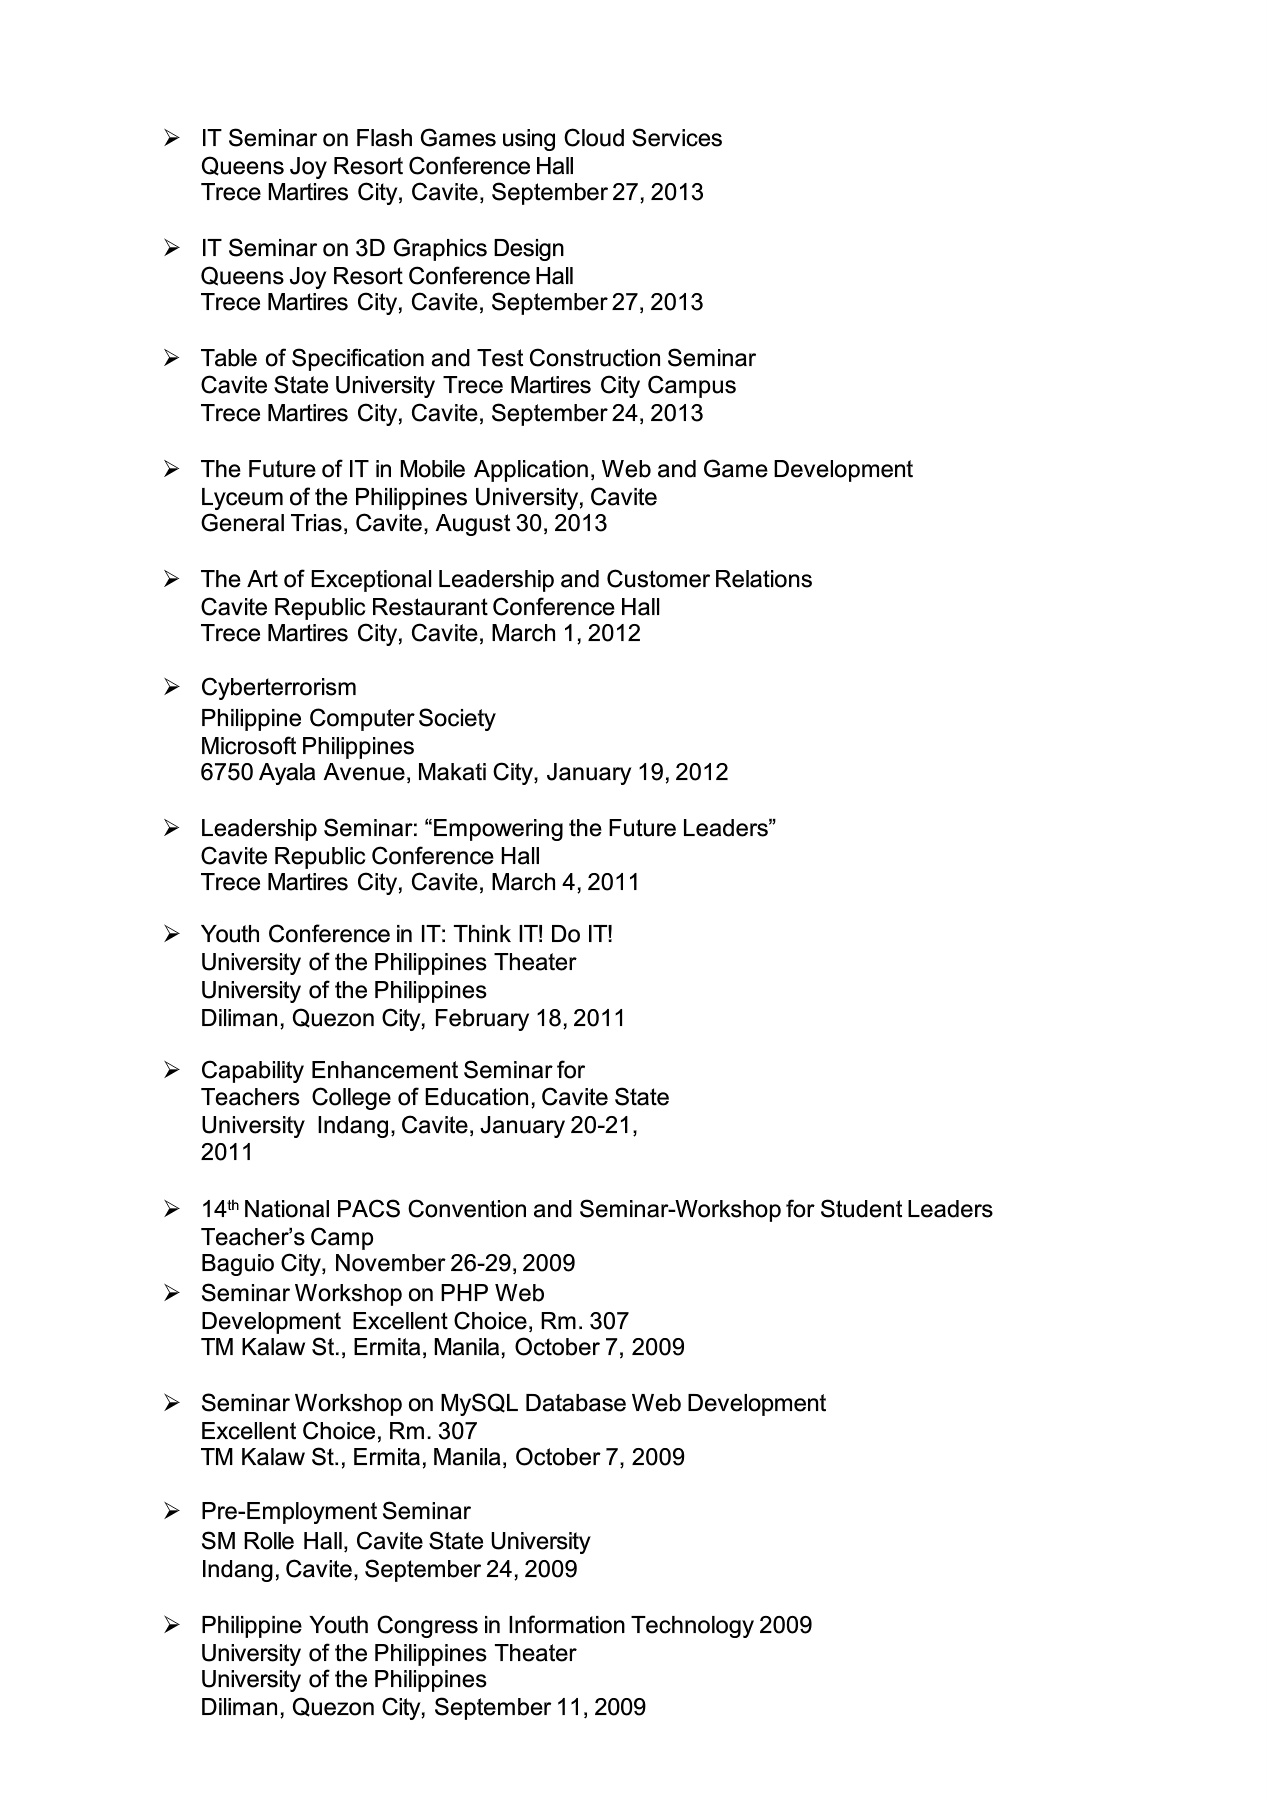 ➢ IT Seminar on Flash Games using Cloud Services
Queens Joy Resort Conference Hall
Trece Martires City, Cavite, September 27, 2013
➢ IT Seminar on 3D Graphics Design
Queens Joy Resort Conference Hall
Trece Martires City, Cavite, September 27, 2013
➢ Table of Specification and Test Construction Seminar
Cavite State University Trece Martires City Campus
Trece Martires City, Cavite, September 24, 2013
➢ The Future of IT in Mobile Application, Web and Game Development
Lyceum of the Philippines University, Cavite
General Trias, Cavite, August 30, 2013
➢ The Art of Exceptional Leadership and Customer Relations
Cavite Republic Restaurant Conference Hall
Trece Martires City, Cavite, March 1, 2012
➢ Cyberterrorism
Philippine Computer Society
Microsoft Philippines
6750 Ayala Avenue, Makati City, January 19, 2012
➢ Leadership Seminar: “Empowering the Future Leaders”
Cavite Republic Conference Hall
Trece Martires City, Cavite, March 4, 2011
➢ Youth Conference in IT: Think IT! Do IT!
University of the Philippines Theater
University of the Philippines
Diliman, Quezon City, February 18, 2011
➢ Capability Enhancement Seminar for
Teachers College of Education, Cavite State
University Indang, Cavite, January 20-21,
2011
➢ 14th National PACS Convention and Seminar-Workshop for Student Leaders
Teacher’s Camp
Baguio City, November 26-29, 2009
➢ Seminar Workshop on PHP Web
Development Excellent Choice, Rm. 307
TM Kalaw St., Ermita, Manila, October 7, 2009
➢ Seminar Workshop on MySQL Database Web Development
Excellent Choice, Rm. 307
TM Kalaw St., Ermita, Manila, October 7, 2009
➢ Pre-Employment Seminar
SM Rolle Hall, Cavite State University
Indang, Cavite, September 24, 2009
➢ Philippine Youth Congress in Information Technology 2009
University of the Philippines Theater
University of the Philippines
Diliman, Quezon City, September 11, 2009